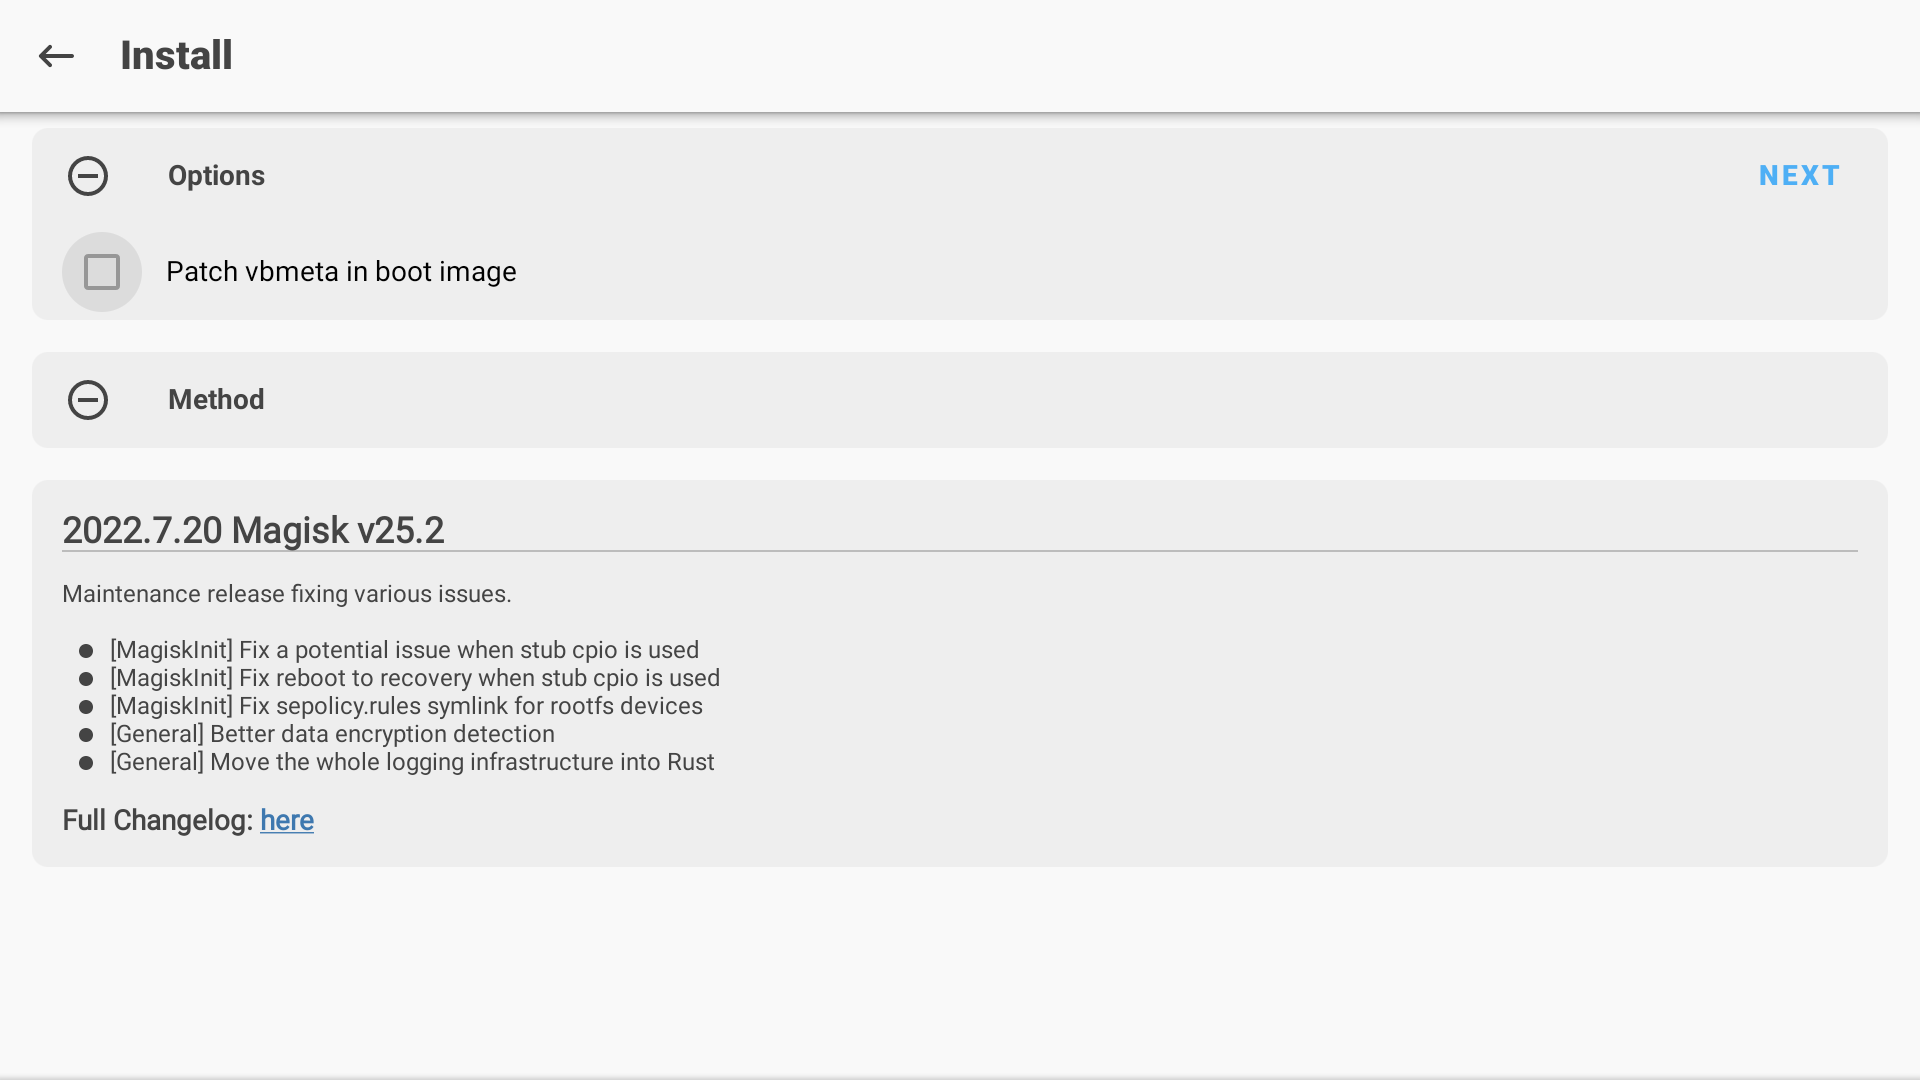 Install
Options
NEXT
Patch vbmeta in boot image
Method
2022.7.20 Magisk v25.2
Maintenance release fixing various issues.
[MagiskInit] Fix a potential issue when stub cpio is used
[MagiskInit] Fix reboot to recovery when stub cpio is used
[MagiskInit] Fix sepolicy.rules symlink for rootfs devices
[General] Better data encryption detection
[General] Move the whole logging infrastructure into Rust
Full Changelog: here